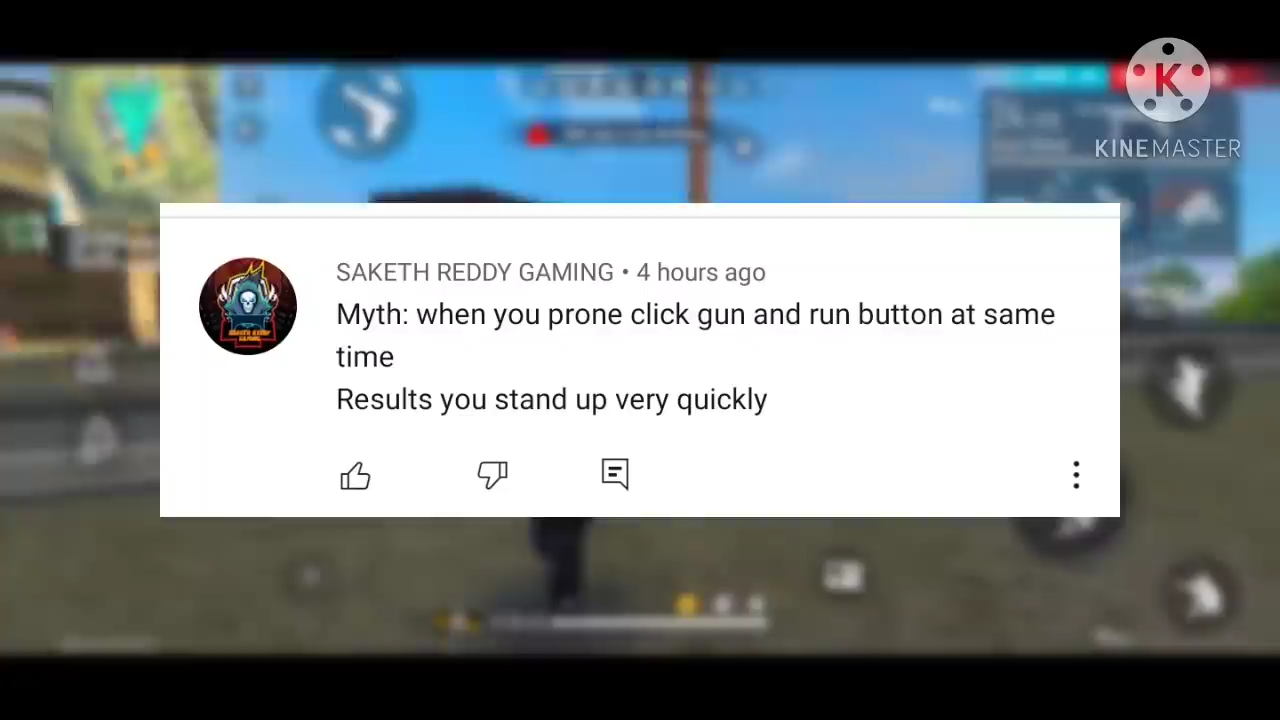 KINEMASTER
SAKETH REDDY GAMING • 4 hours ago
Myth: when you prone click gun and run button at same
time
Results you stand up very quickly